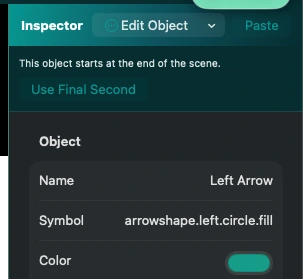 Inspector Edit Object Paste
This object starts at the end of the scene.
Use Final Second
Object
Name Left Arrow
Symbol arrowshape.left.circle.fill
Color